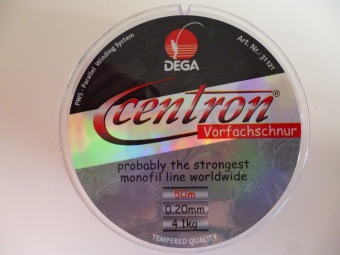 PWS-Parallel Winding System
DEGA
Art. Nr.: 31121
Centron®
Vorfachschnur
probably the strongest
monofil line worldwide
50m
0.20mm
4.1kg
TEMPERED QUALITY